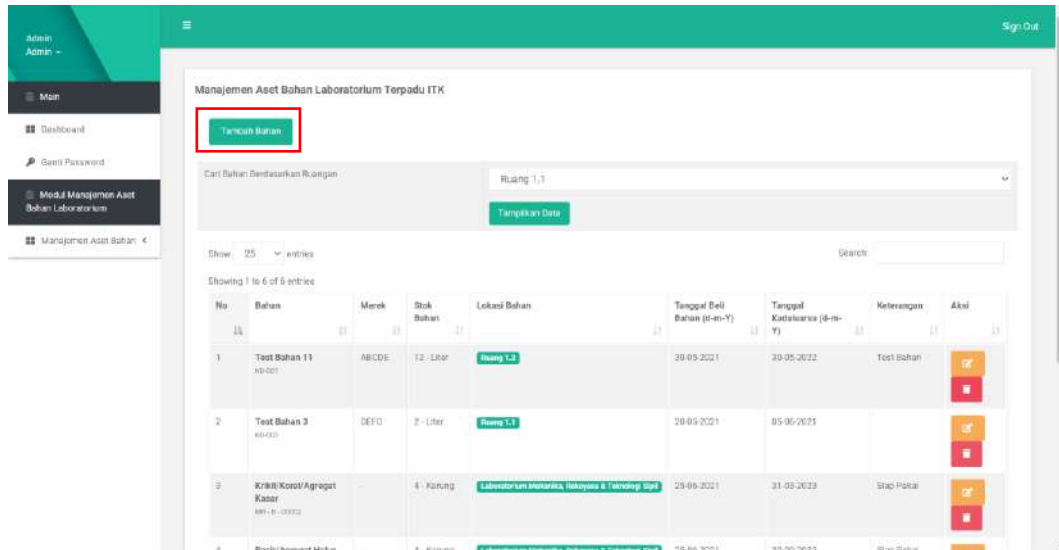 Admin
Admin
Sign Out
Main
Dashboard
Ganti Password
Modul Manajemen Aset
Bahan Laboratorium
Manajemen Aset Bahan
Manajemen Aset Bahan Laboratorium Terpadu ITK
Tambah Bahan
Cari Bahan Berdasarkan Ruangan
Ruang 1.1
Tampilkan Data
Show 25 entries
Search:
Showing 1 to 6 of 6 entries
No Bahan Merek Stok Bahan Lokasi Bahan Tanggal Beli Bahan (d-m-Y) Tanggal Kadaluarsa (d-m-Y) Keterangan Aksi
1 Test Bahan 11 ABCDE 12 - Liter Ruang 1.2 30-05-2021 30-05-2022 Test Bahan
2 Test Bahan 3 DEFG 2 - Liter Ruang 1.1 20-05-2021 05-06-2021
3 Krikil/Koral/Agregat Kasar - 4 - Karung Laboratorium Mekanika, Rekayasa & Teknologi Sipil 25-06-2021 31-03-2023 Siap Pakai